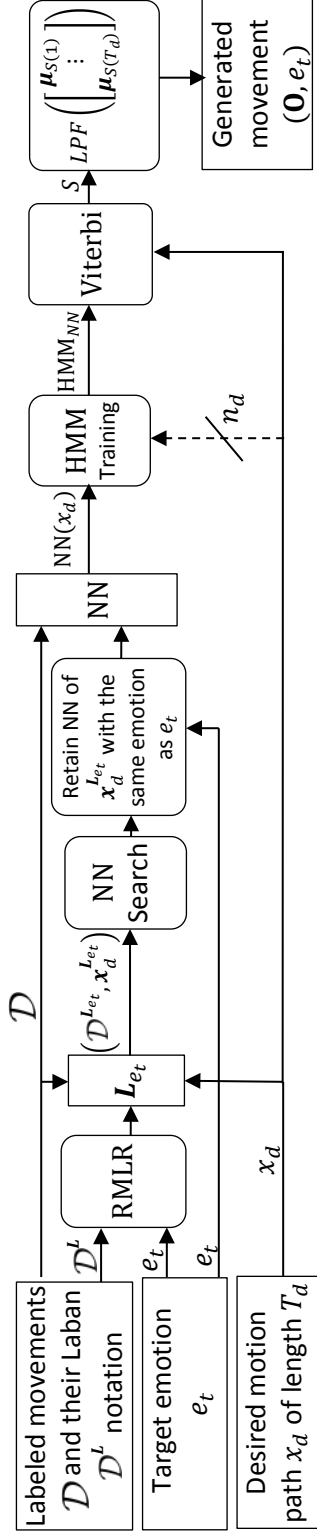 Labeled movements
𝒟 and their Laban
𝒟^L notation
Target emotion
e_t
Desired motion
path x_d of length T_d
𝒟
𝒟^L
e_t
e_t
x_d
RMLR
L_{e_t}
(𝒟^{L_{e_t}}, x_d^{L_{e_t}})
NN
Search
Retain NN of
x_d^{L_{e_t}} with the
same emotion
as e_t
NN
NN(x_d)
HMM
Training
n_d
HMM_{NN}
Viterbi
S
LPF([μ_{S(1)}
⋮
μ_{S(T_d)}])
Generated
movement
(O, e_t)